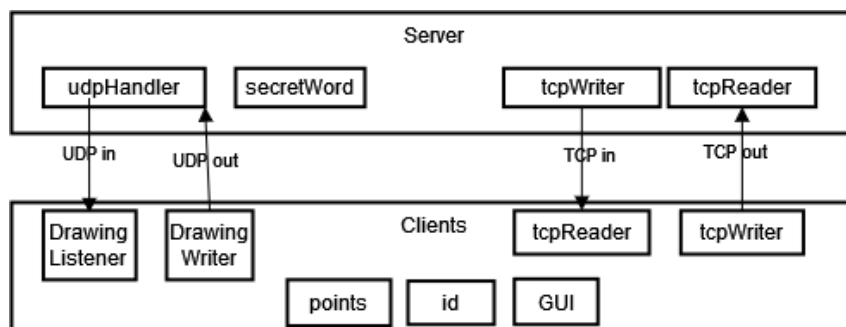 Server
udpHandler
secretWord
tcpWriter
tcpReader
UDP in
UDP out
TCP in
TCP out
Clients
Drawing
Listener
Drawing
Writer
tcpReader
tcpWriter
points
id
GUI